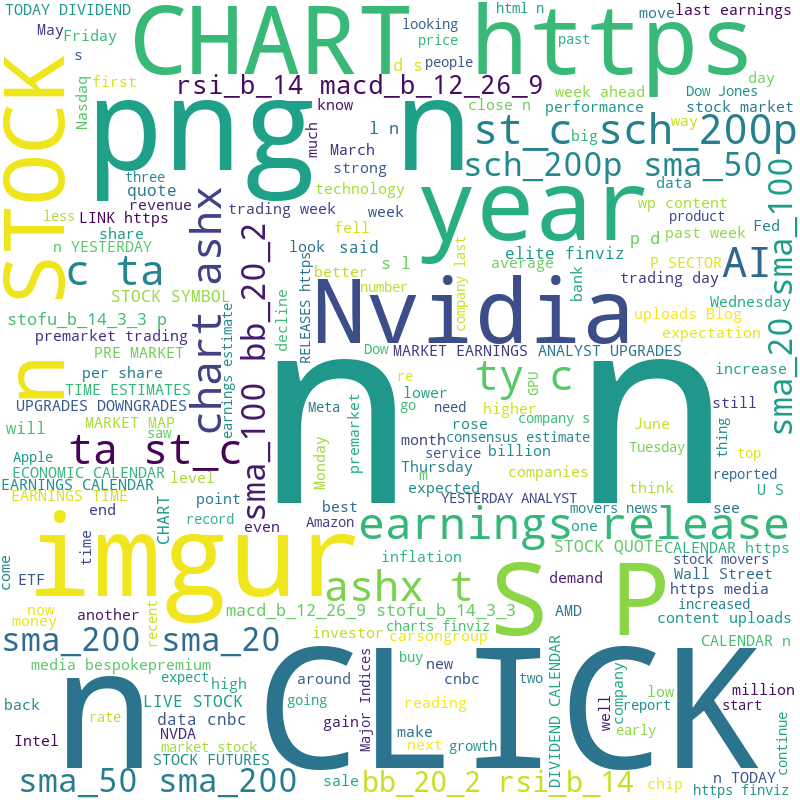 TODAY DIVIDEND
CHART https
looking
html n
move
last earnings
May
Friday
price
past
s
d s
people
first
rsi_b_14 macd_b_12_26_9
week ahead
Dow Jones
day
STOCK
Nasdaq
png n
know
close n
performance
stock market
much
l n
st_c sch_200p
big
way
March
strong
sch_200p sma_50
three
quote
technology
year
data
wp content
less
revenue
LINK https
trading week
week
product
share
fell
Fed
n YESTERDAY
look
said
average
elite finviz
p d
past week
AI
sma_20 sma_100
c ta
chart ashx
better
s l
bank
trading day
P SECTOR
STOCK SYMBOL
number
company last
Wednesday
stofu_b_14_3_3 p
decline
RELEASES https
Nvidia
uploads Blog
expectation
premarket trading
sma_100 bb_20_2
PRE MARKET
earnings estimater
Dow
MARKET EARNINGS
ANALYST UPGRADES
per share
n
re
ty c
GPU
increase
TIME ESTIMATES
Meta
lower
go
need
higher
company s
June
still
UPGRADES DOWNGRADES
premarket
rose
thing
will
MARKET MAP
saw
month
consensus estimate
Tuesday
top
Apple
ta st_c
Monday
service
billion
ECONOMIC CALENDAR
Thursday
m
companies
think
reported
EARNINGS CALENDAR
level
expected
U S
EARNINGS TIME
point
n n
YESTERDAY ANALYST
end
CHART
record
even
best
Amazon
movers news
see
imgur
earnings release
one
come
time
inflation
STOCK QUOTE
CALENDAR https
ETF
ashx t
S P
demand
stock movers
Wall Street
https media
now
money
another
recent
macd_b_12_26_9 stofu_b_14_3_3
AMD
increased
content uploads
investor
charts finviz
carsongroup
sma_200 sma_20
CALENDAR n
media bespokepremium
expect
buy
new
cnbc
two
around
going
n CLICK
Major Indices
reading
DIVIDEND CALENDAR
well
company
low
report
million
start
back
high
LIVE STOCK
rate
data cnbc
gain
make
early
continue
Intel
NVDA
market stock
next
growth
STOCK FUTURES
sma_50 sma_200
sale
bb_20_2 rsi_b_14
chip
n TODAY
https finviz